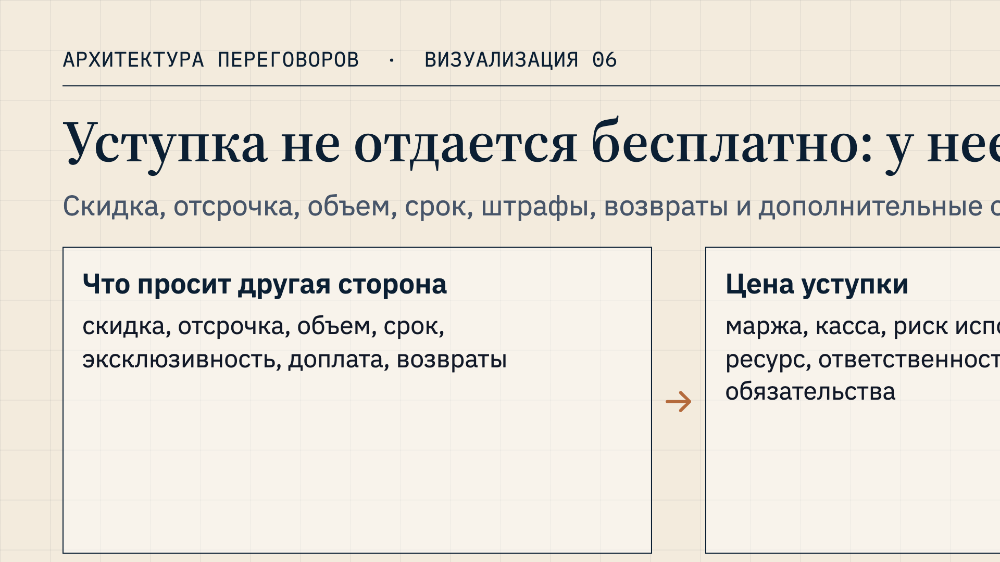 АРХИТЕКТУРА ПЕРЕГОВОРОВ · ВИЗУАЛИЗАЦИЯ 06
Уступка не отдается бесплатно: у нее
Скидка, отсрочка, объем, срок, штрафы, возвраты и дополнительные
Что просит другая сторона
скидка, отсрочка, объем, срок,
эксклюзивность, доплата, возвраты
→
Цена уступки
маржа, касса, риск
ресурс,
обязательства